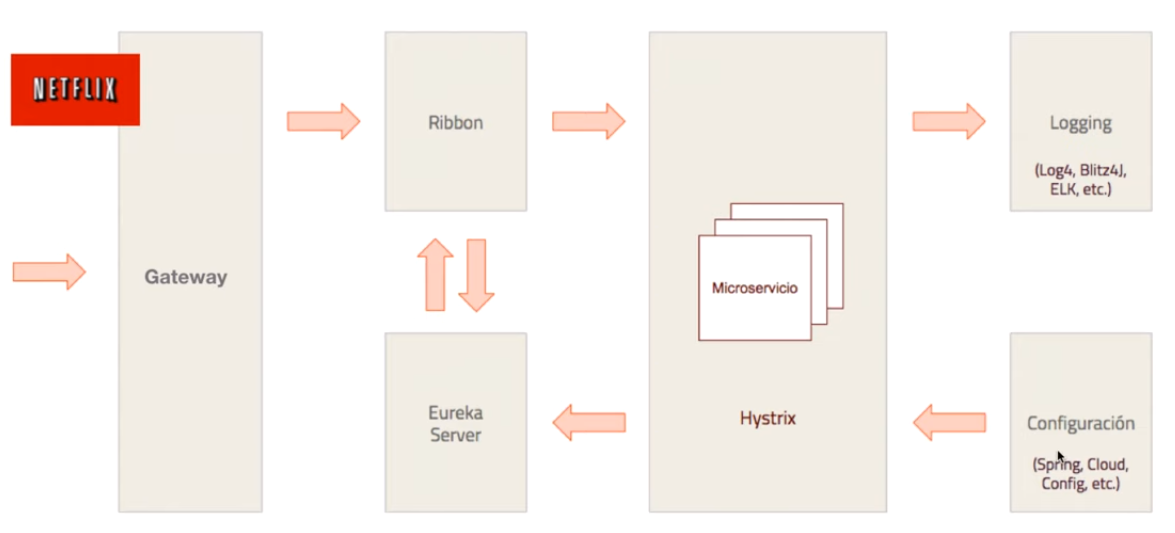 NETFLIX
Gateway
Ribbon
Eureka
Server
Microservicio
Hystrix
Logging
(Log4, Blitz4J,
ELK, etc.)
Configuración
(Spring, Cloud,
Config, etc.)